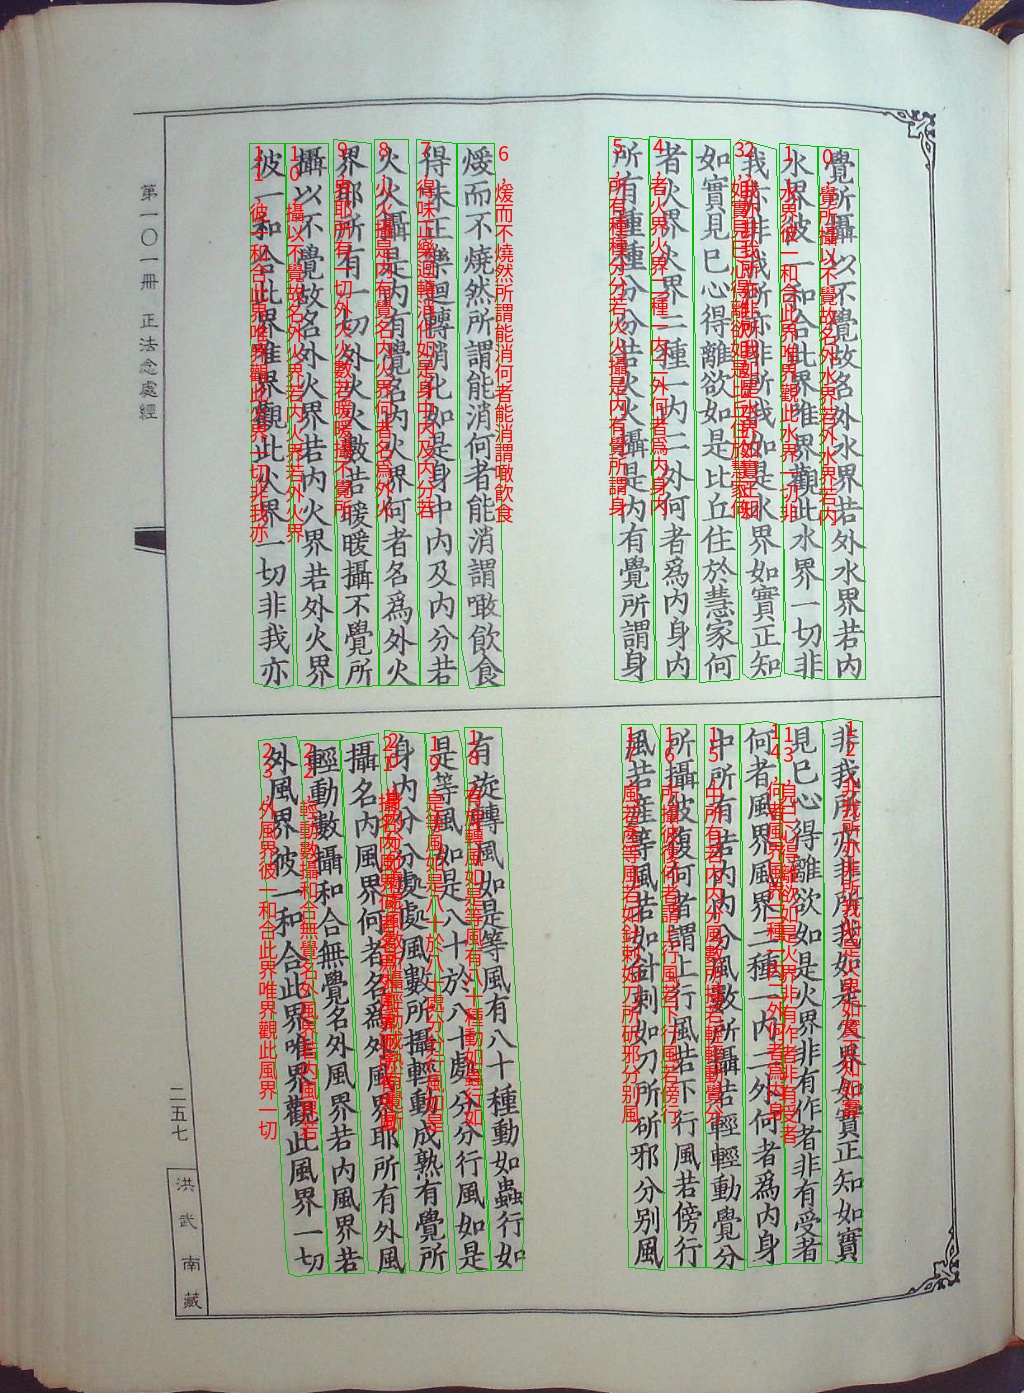 覺所攝以不覺故名外水界若外水界若內
水界彼一和合此界唯界觀此水界一切非
我亦非我所亦非所我如是水界如實正知
如實見已心得離欲如是比丘住於慧家何
者火界火界二種一內二外何者爲內身內
所有種種分分若火火攝是內有覺所謂身
煖而不燒然所謂能消何者能消謂噉飲食
得味正樂迴轉消化如是身中內及內分若
火火攝是內有覺名內火界何者名爲外火
界耶所有一切外火火數若暖暖攝不覺所
攝以不覺故名外火界若內火界若外火界
彼一和合此界唯界觀此火界一切非我亦
非我所亦非所我如是火界如實正知如實
見已心得離欲如是火界非有作者非有受者
何者風界風界二種一內二外何者爲內身
中所有若內內分風數所攝若輕輕動覺分
所攝彼復何者謂上行風若下行風若傍行
風若産等風若如針刺如刀所斫邪分别風
有旋轉風如是等風有八十種動如蟲行如
是等風如是八十於八十處分分行風如是
身內分分處處風數所攝輕動成熟有覺所
攝名內風界何者名爲外風界耶所有外風
輕動數攝和合無覺名外風界若內風界若
外風界彼一和合此界唯界觀此風界一切
第一〇一册 正法念處經
二五七
洪武南藏